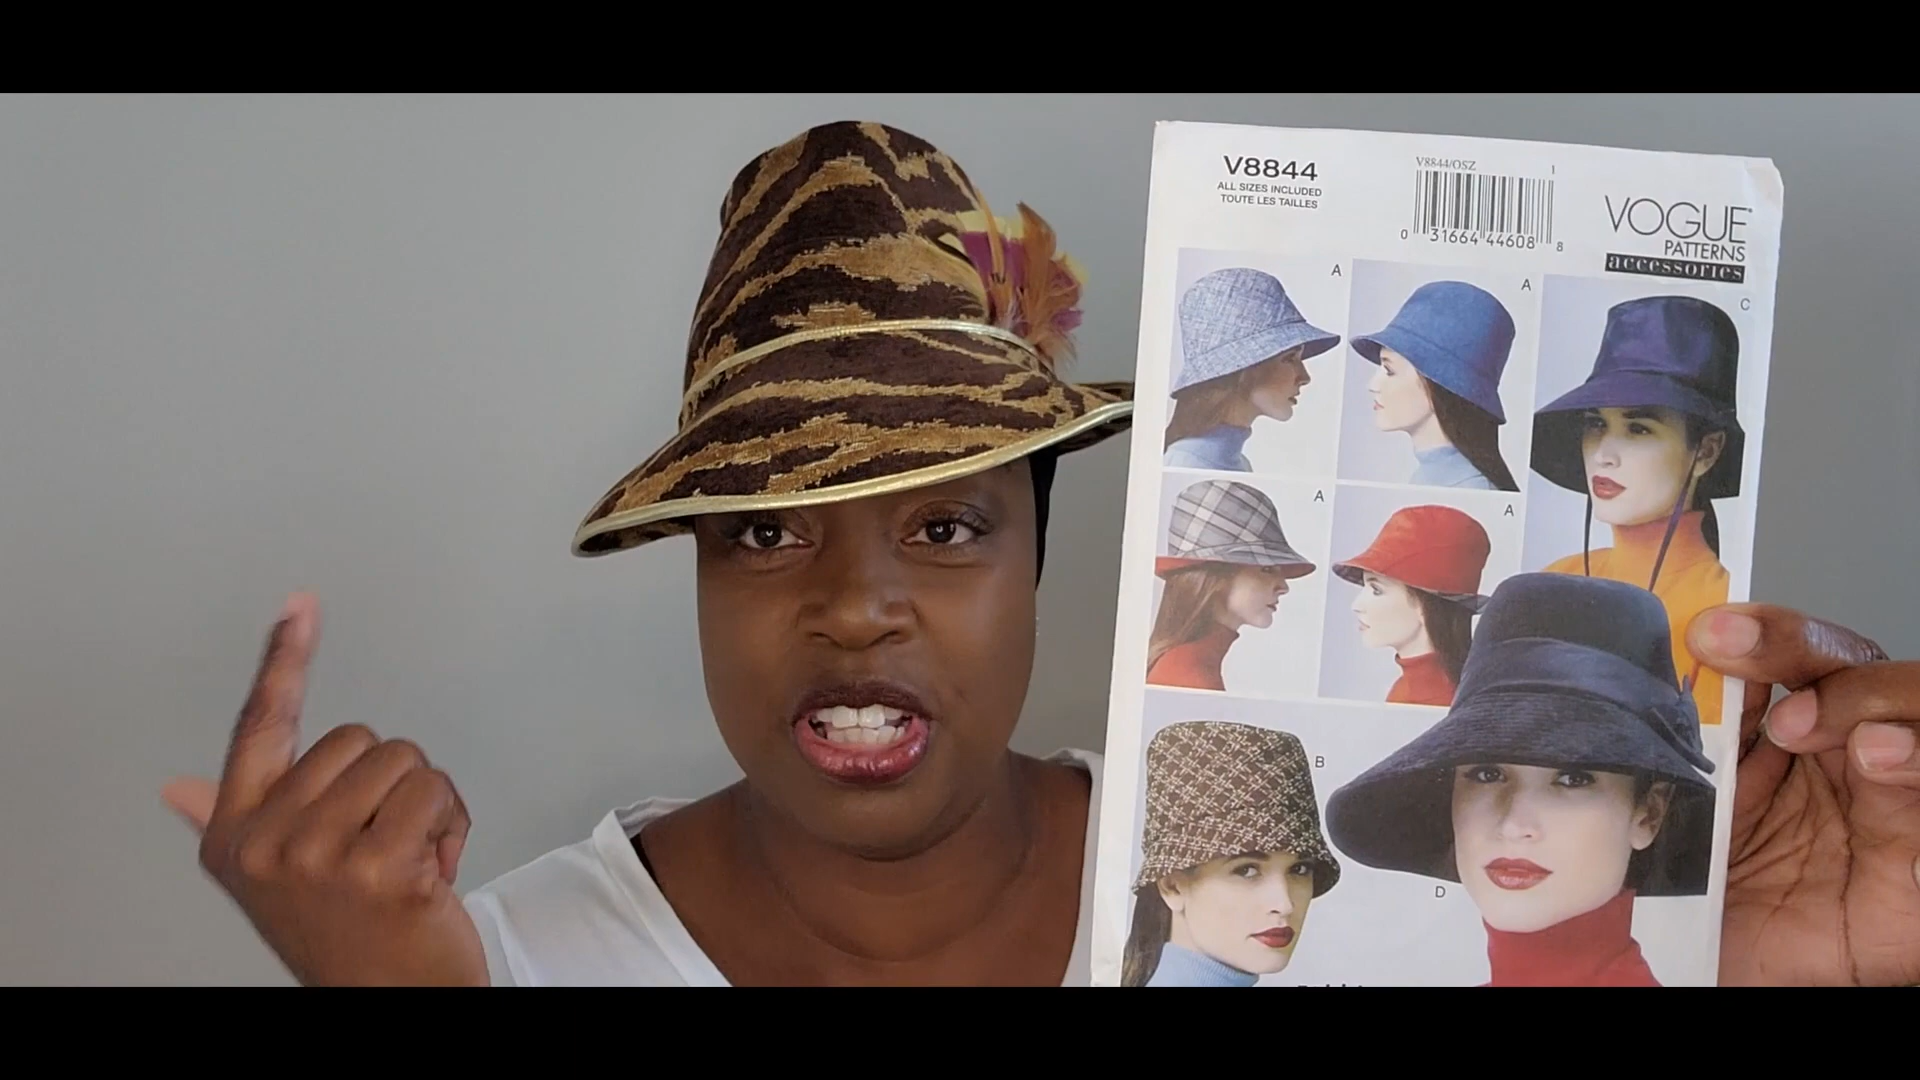 V8844
ALL SIZES INCLUDED
TOUTE LES TAILLES
V8844/OSZ
1
0 31664 44608 8
VOGUE
PATTERNS
accessories
A
A
C
A
A
B
D